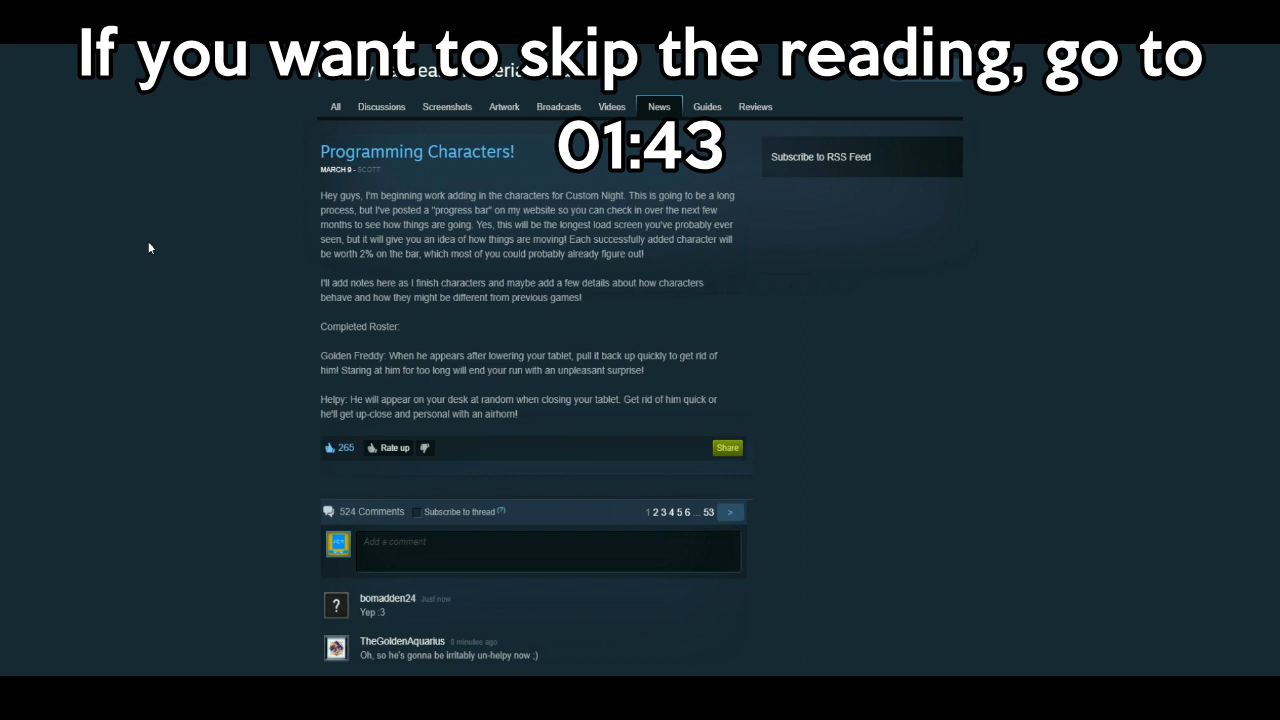 If you want to skip the reading, go to
01:43
All Discussions Screenshots Artwork Broadcasts Videos News Guides Reviews
Programming Characters!
MARCH 9 - SCOTT
Subscribe to RSS Feed
Hey guys, I'm beginning work adding in the characters for Custom Night. This is going to be a long
process, but I've posted a "progress bar" on my website so you can check in over the next few
months to see how things are going. Yes, this will be the longest load screen you've probably ever
seen, but it will give you an idea of how things are moving! Each successfully added character will
be worth 2% on the bar, which most of you could probably already figure out!
I'll add notes here as I finish characters and maybe add a few details about how characters
behave and how they might be different from previous games!
Completed Roster:
Golden Freddy: When he appears after lowering your tablet, pull it back up quickly to get rid of
him! Staring at him for too long will end your run with an unpleasant surprise!
Helpy: He will appear on your desk at random when closing your tablet. Get rid of him quick or
he'll get up-close and personal with an airhorn!
265 Rate up Share
524 Comments Subscribe to thread (?) 1 2 3 4 5 6 ... 53 >
Add a comment
bomadden24 Just now
Yep :3
TheGoldenAquarius 8 minutes ago
Oh, so he's gonna be irritably un-helpy now ;)